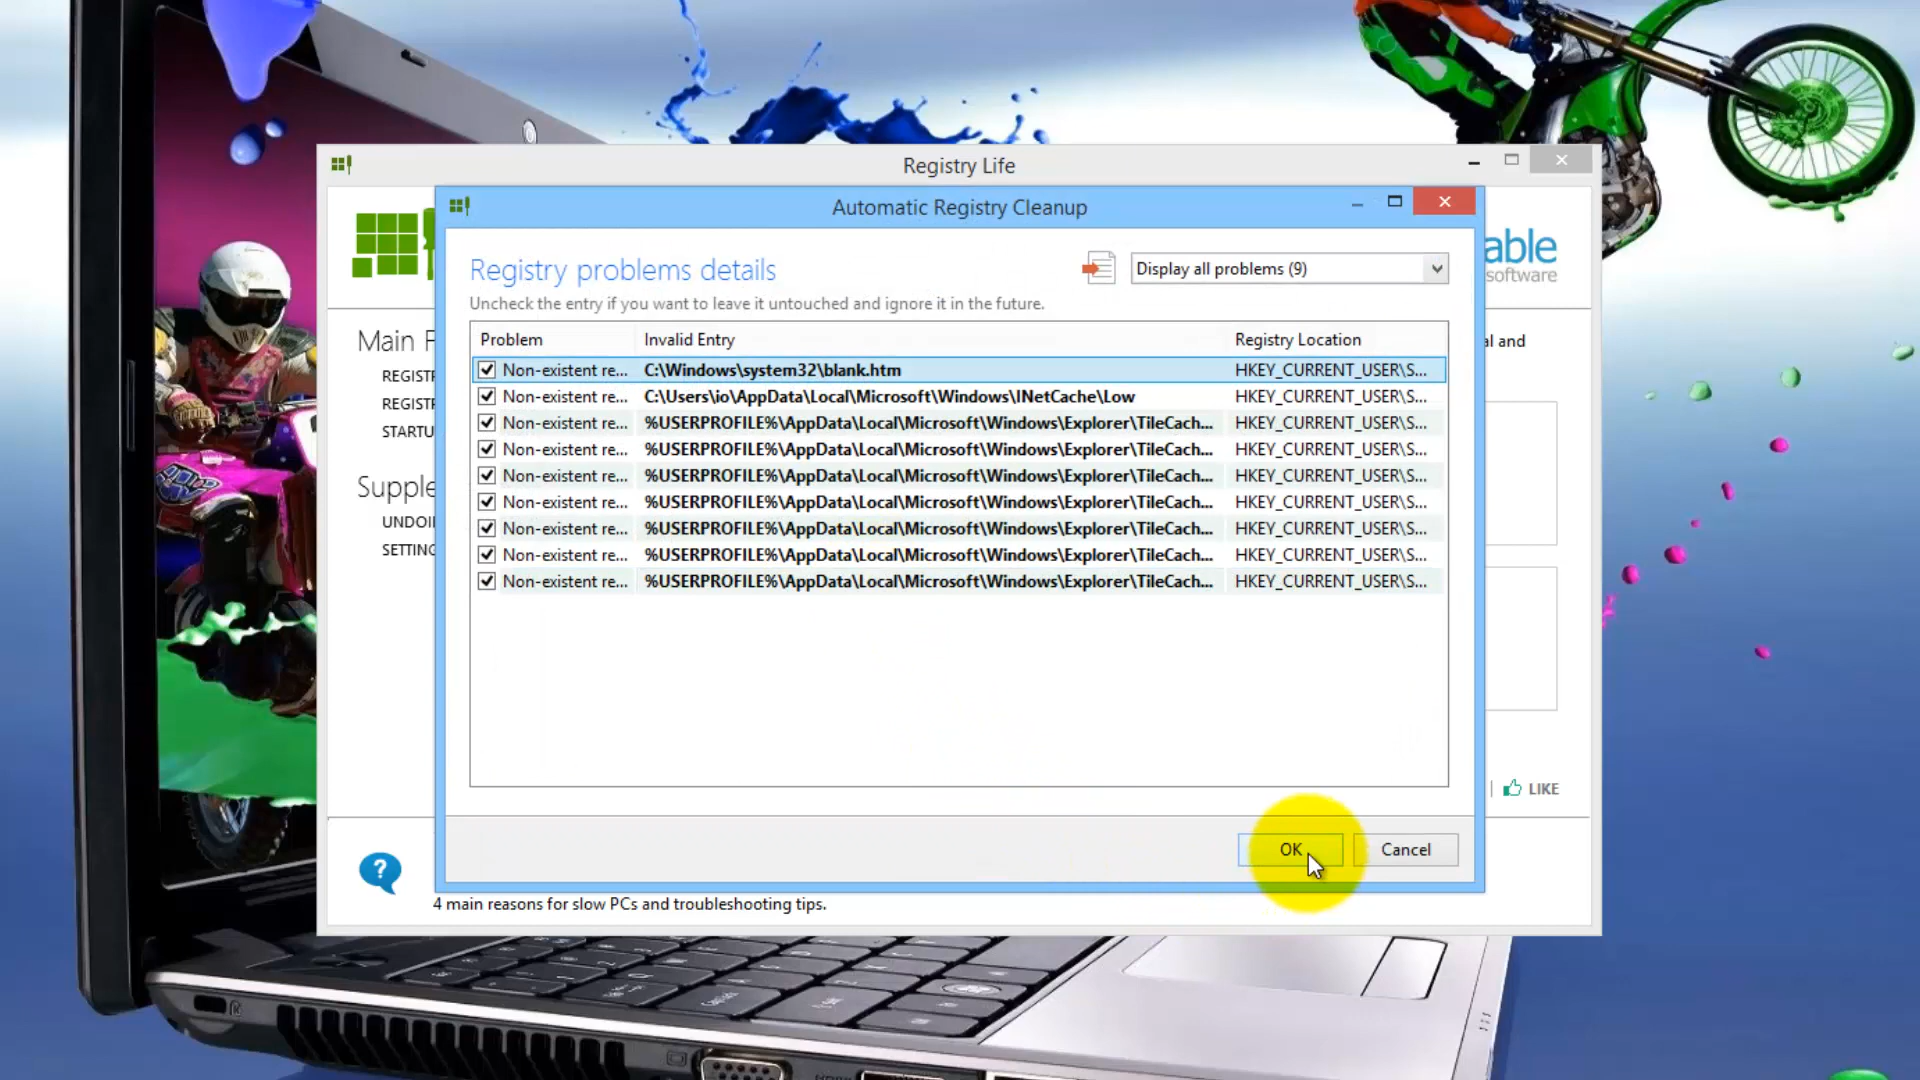 Registry Life
Automatic Registry Cleanup
able
software
Registry problems details
Display all problems (9)
Uncheck the entry if you want to leave it untouched and ignore it in the future.
Problem Invalid Entry Registry Location
Non-existent re... C:\Windows\system32\blank.htm HKEY_CURRENT_USER\S...
Non-existent re... C:\Users\io\AppData\Local\Microsoft\Windows\INetCache\Low HKEY_CURRENT_USER\S...
Non-existent re... %USERPROFILE%\AppData\Local\Microsoft\Windows\Explorer\TileCach... HKEY_CURRENT_USER\S...
Non-existent re... %USERPROFILE%\AppData\Local\Microsoft\Windows\Explorer\TileCach... HKEY_CURRENT_USER\S...
Non-existent re... %USERPROFILE%\AppData\Local\Microsoft\Windows\Explorer\TileCach... HKEY_CURRENT_USER\S...
Non-existent re... %USERPROFILE%\AppData\Local\Microsoft\Windows\Explorer\TileCach... HKEY_CURRENT_USER\S...
Non-existent re... %USERPROFILE%\AppData\Local\Microsoft\Windows\Explorer\TileCach... HKEY_CURRENT_USER\S...
Non-existent re... %USERPROFILE%\AppData\Local\Microsoft\Windows\Explorer\TileCach... HKEY_CURRENT_USER\S...
Non-existent re... %USERPROFILE%\AppData\Local\Microsoft\Windows\Explorer\TileCach... HKEY_CURRENT_USER\S...
Main F
al and
REGISTR
REGISTR
STARTU
Supple
UNDOI
SETTING
LIKE
OK Cancel
?
4 main reasons for slow PCs and troubleshooting tips.